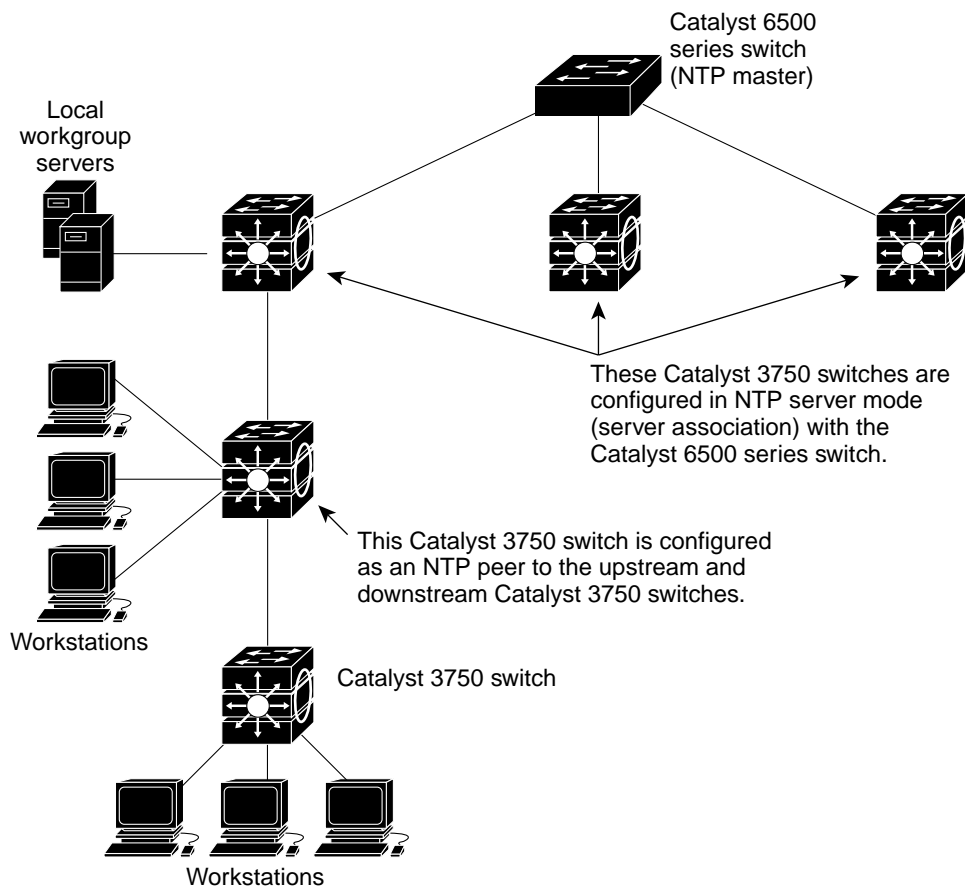 Catalyst 6500
series switch
(NTP master)
Local
workgroup
servers
These Catalyst 3750 switches are
configured in NTP server mode
(server association) with the
Catalyst 6500 series switch.
This Catalyst 3750 switch is configured
as an NTP peer to the upstream and
downstream Catalyst 3750 switches.
Workstations
Catalyst 3750 switch
Workstations